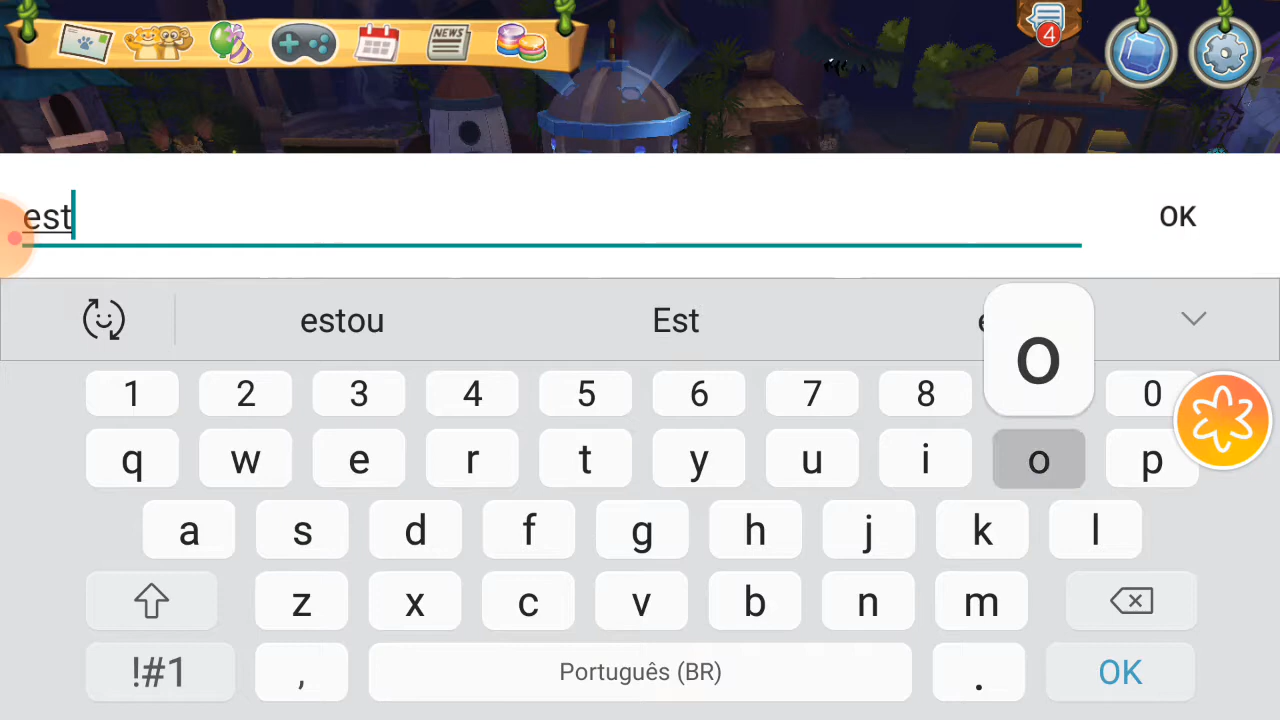 NEWS
4
est
OK
estou Est
o
1 2 3 4 5 6 7 8 0
q w e r t y u i o p
a s d f g h j k l
z x c v b n m
!#1 , Português (BR) . OK